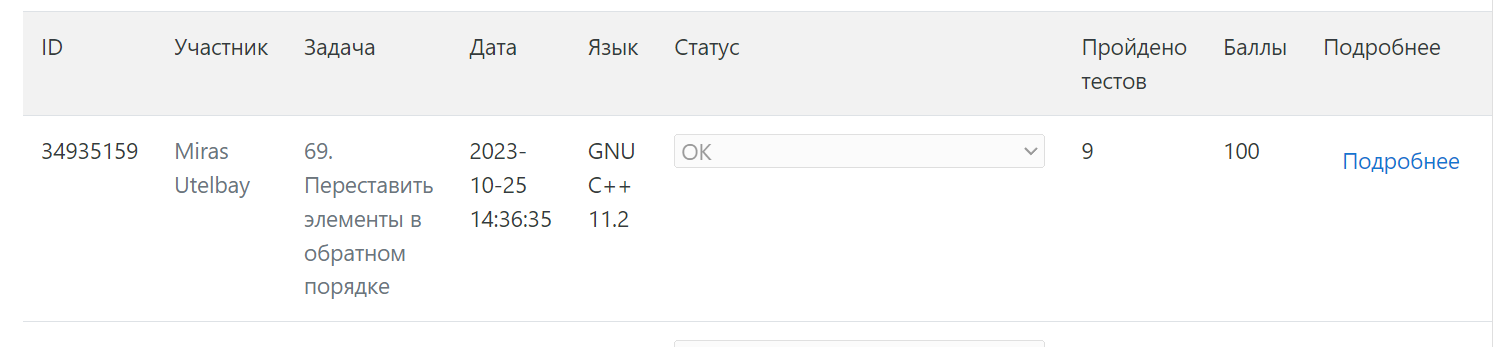 ID Участник Задача Дата Язык Статус Пройдено тестов Баллы Подробнее
34935159
Miras
Utelbay
69.
Переставить
элементы в
обратном
порядке
2023-
10-25
14:36:35
GNU
C++
11.2
OK
9
100
Подробнее